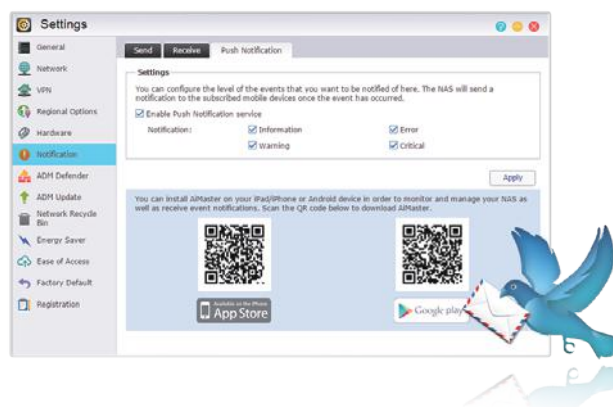 Settings
General
Network
VPN
Regional Options
Hardware
Notification
ADM Defender
ADM Update
Network Recycle
Bin
Energy Saver
Ease of Access
Factory Default
Registration
Send Receive Push Notification
Settings
You can configure the level of the events that you want to be notified of here. The NAS will send a
notification to the subscribed mobile devices once the event has occurred.
Enable Push Notification service
Notification: Information Error
Warning Critical
Apply
You can install AiMaster on your iPad/iPhone or Android device in order to monitor and manage your NAS as
well as receive event notifications. Scan the QR code below to download AiMaster.
Available on the iPhone
App Store
Google play